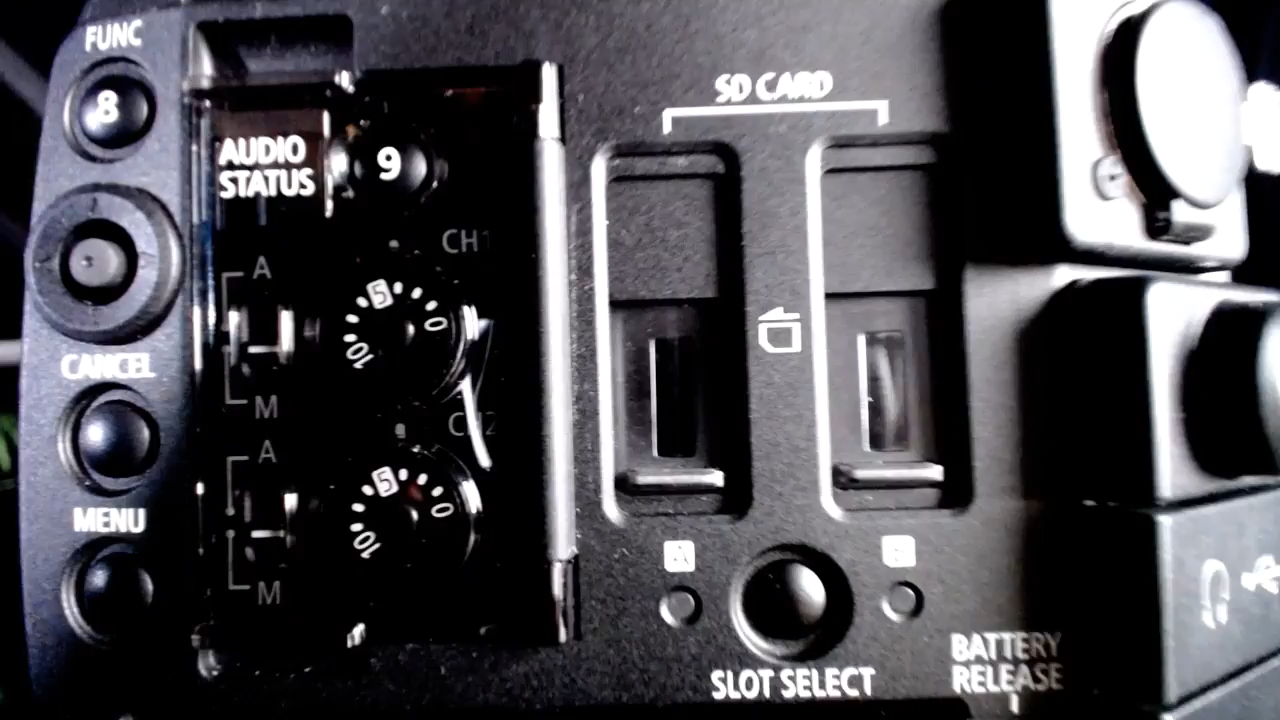 FUNC
8
AUDIO
STATUS
9
CH1
A
M
5
0
10
CANCEL
CH2
A
M
5
0
10
MENU
SD CARD
A
SLOT SELECT
BATTERY
RELEASE